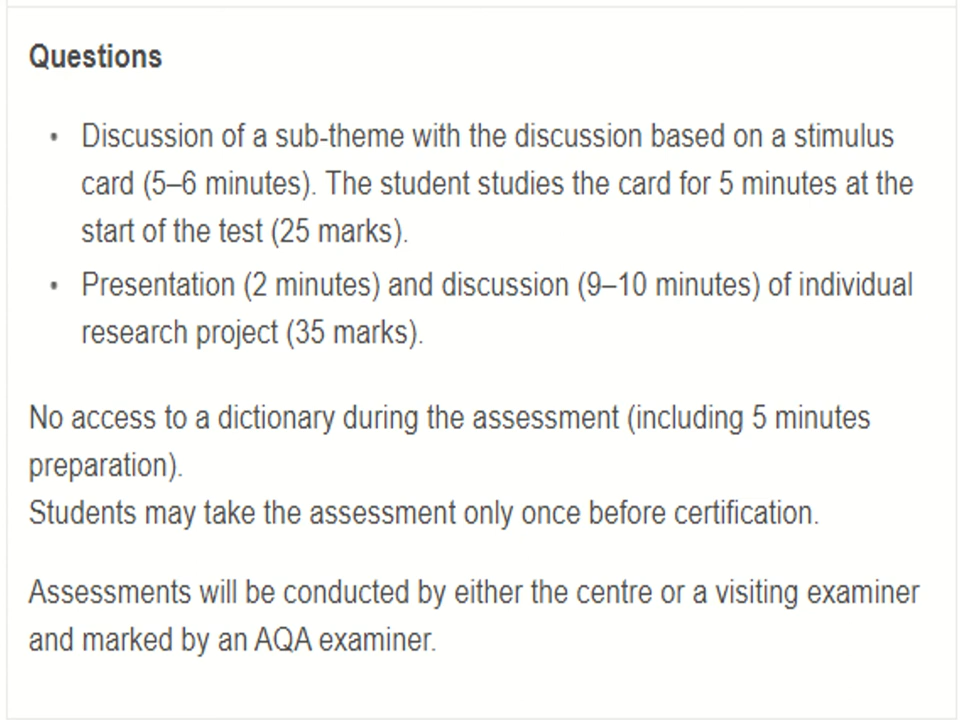 Questions
• Discussion of a sub-theme with the discussion based on a stimulus
card (5–6 minutes). The student studies the card for 5 minutes at the
start of the test (25 marks).
• Presentation (2 minutes) and discussion (9–10 minutes) of individual
research project (35 marks).
No access to a dictionary during the assessment (including 5 minutes
preparation).
Students may take the assessment only once before certification.
Assessments will be conducted by either the centre or a visiting examiner
and marked by an AQA examiner.